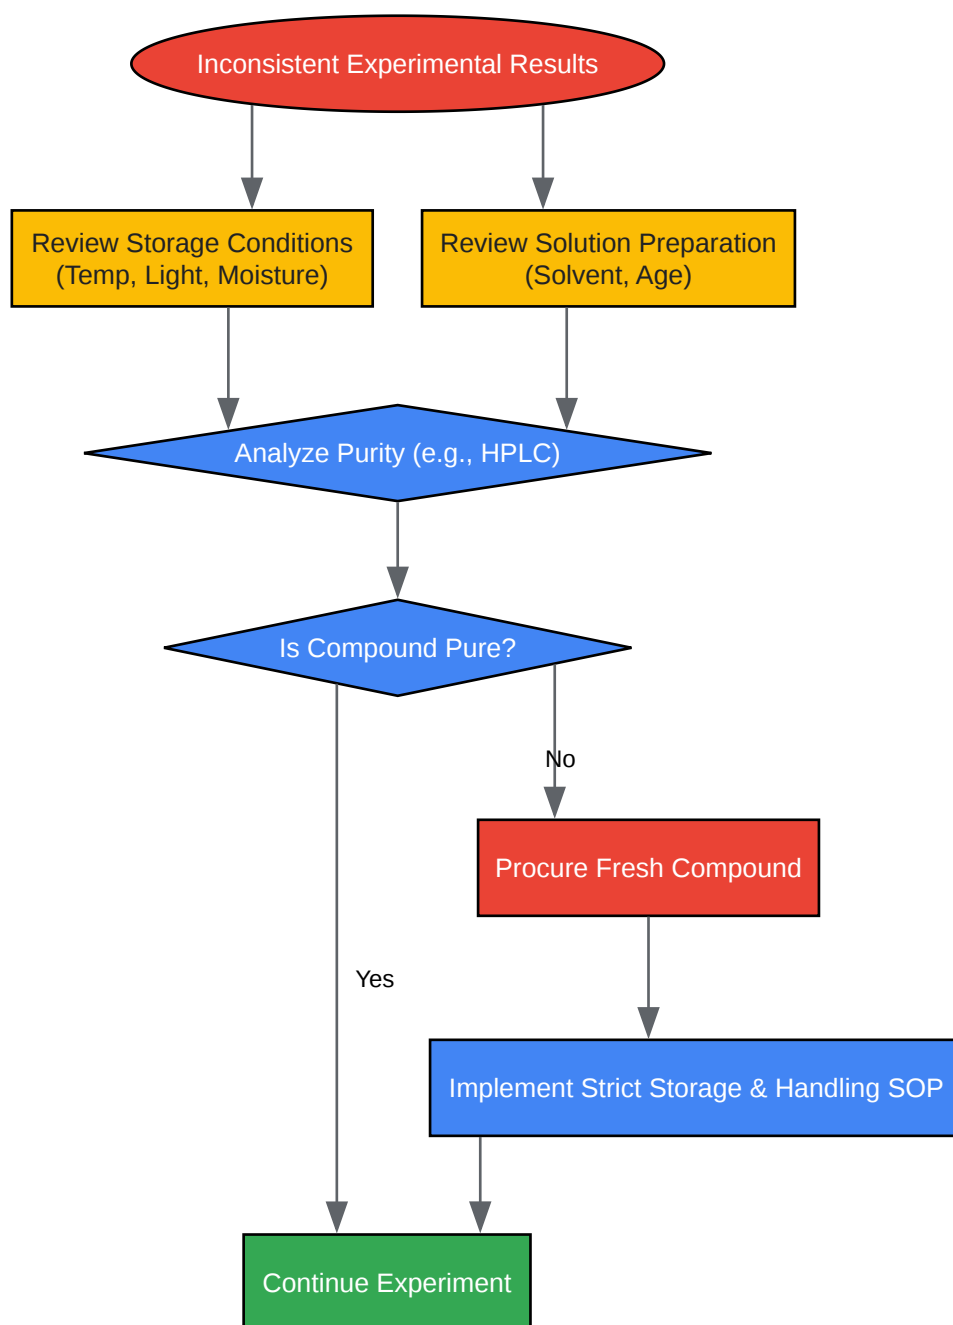 Inconsistent Experimental Results
Review Storage Conditions
(Temp, Light, Moisture)
Review Solution Preparation
(Solvent, Age)
Analyze Purity (e.g., HPLC)
Is Compound Pure?
No
Procure Fresh Compound
Yes
Implement Strict Storage & Handling SOP
Continue Experiment